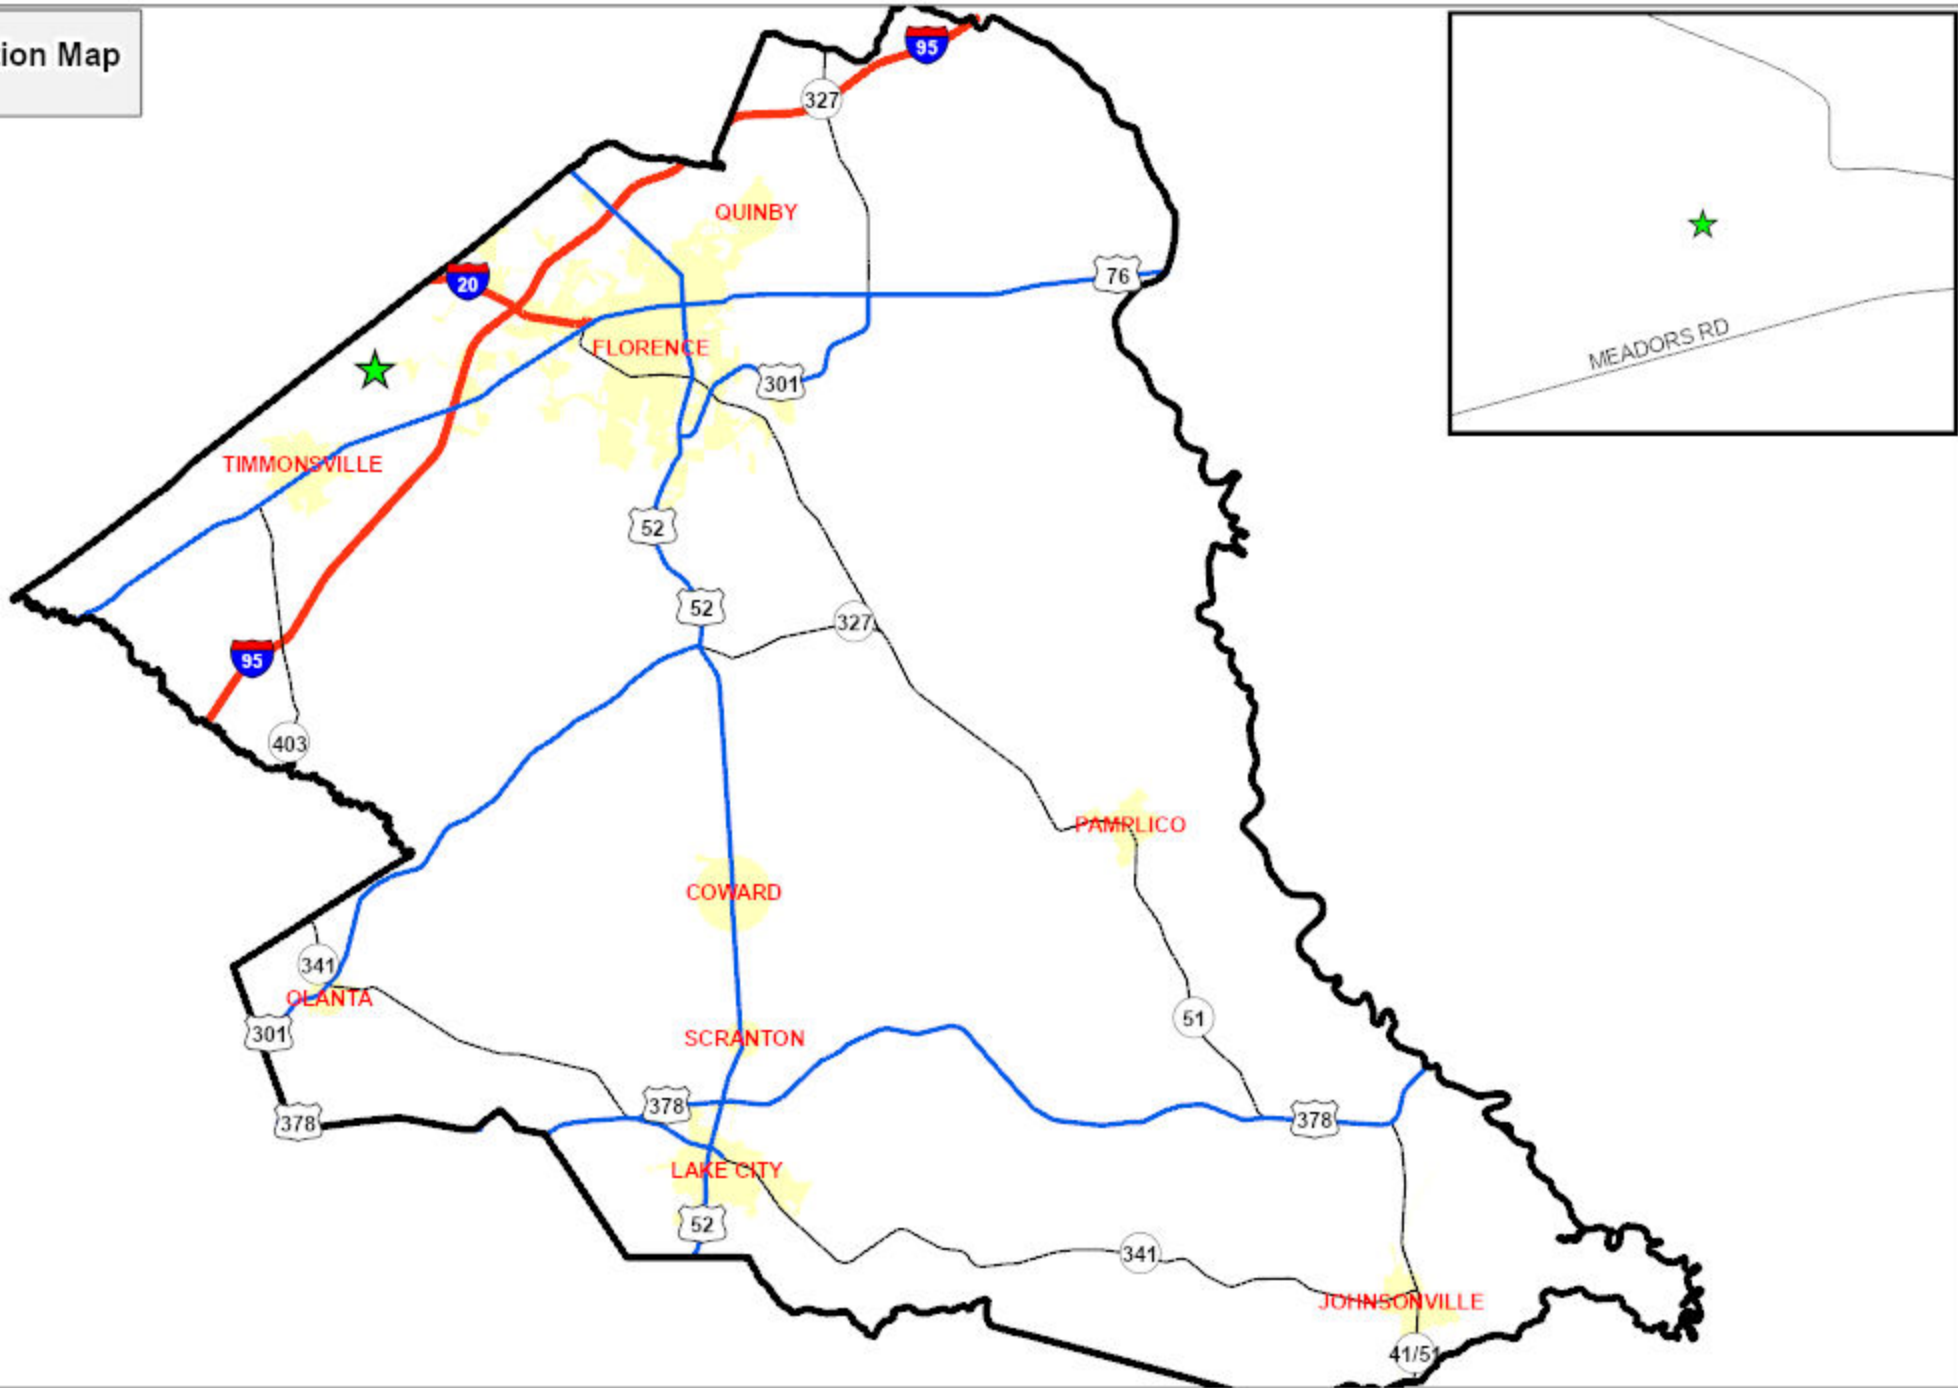 ion Map
95
327
QUINBY
76
20
FLORENCE
301
MEADORS RD
TIMMONSVILLE
52
52
327
95
403
PAMPLICO
COWARD
341
OLANTA
301
51
SCRANTON
378
378
378
LAKE CITY
52
341
JOHNSONVILLE
41/51